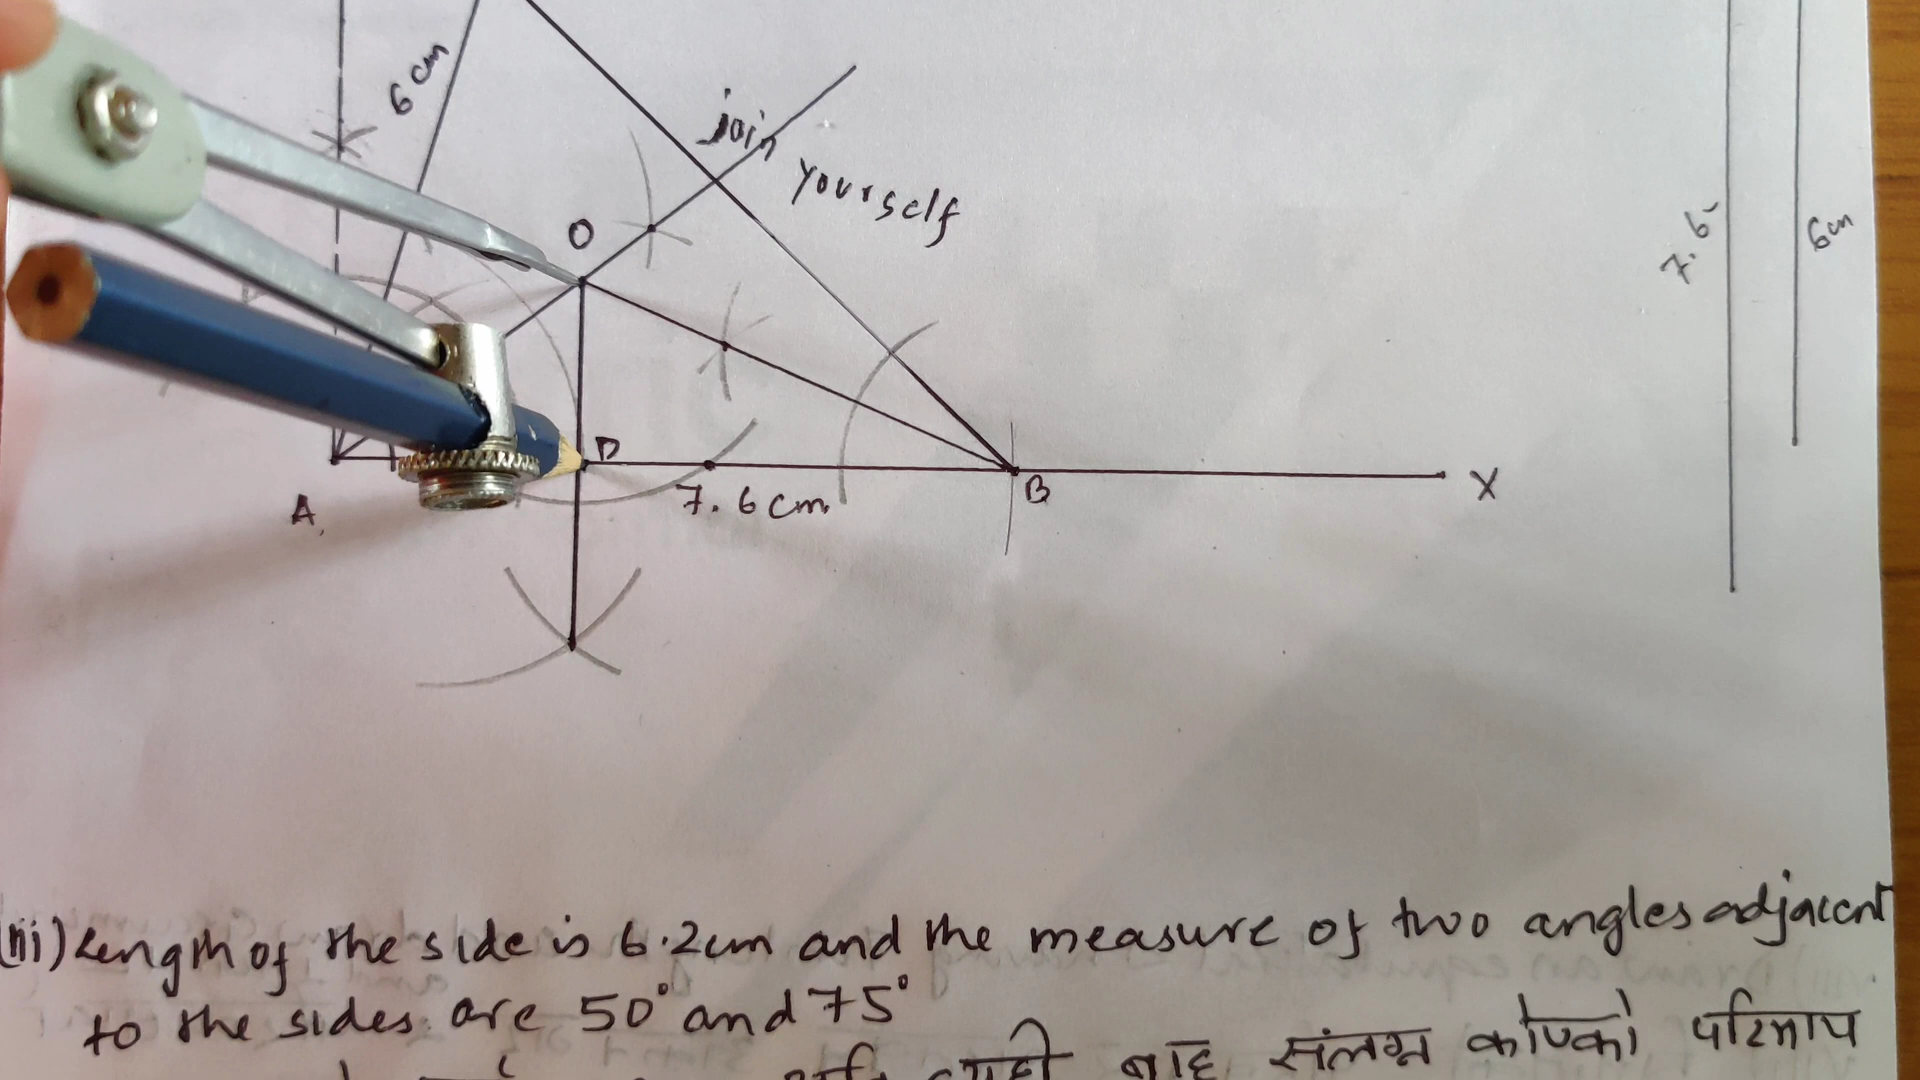 6 cm
join
yourself
O
7.6
6cm
D
A
7.6 cm
B
X
(iii) Length of the side is 6.2cm and the measure of two angles adjacent
to the sides are 50° and 75°
बाहु संलग्न कोणको परिमाप